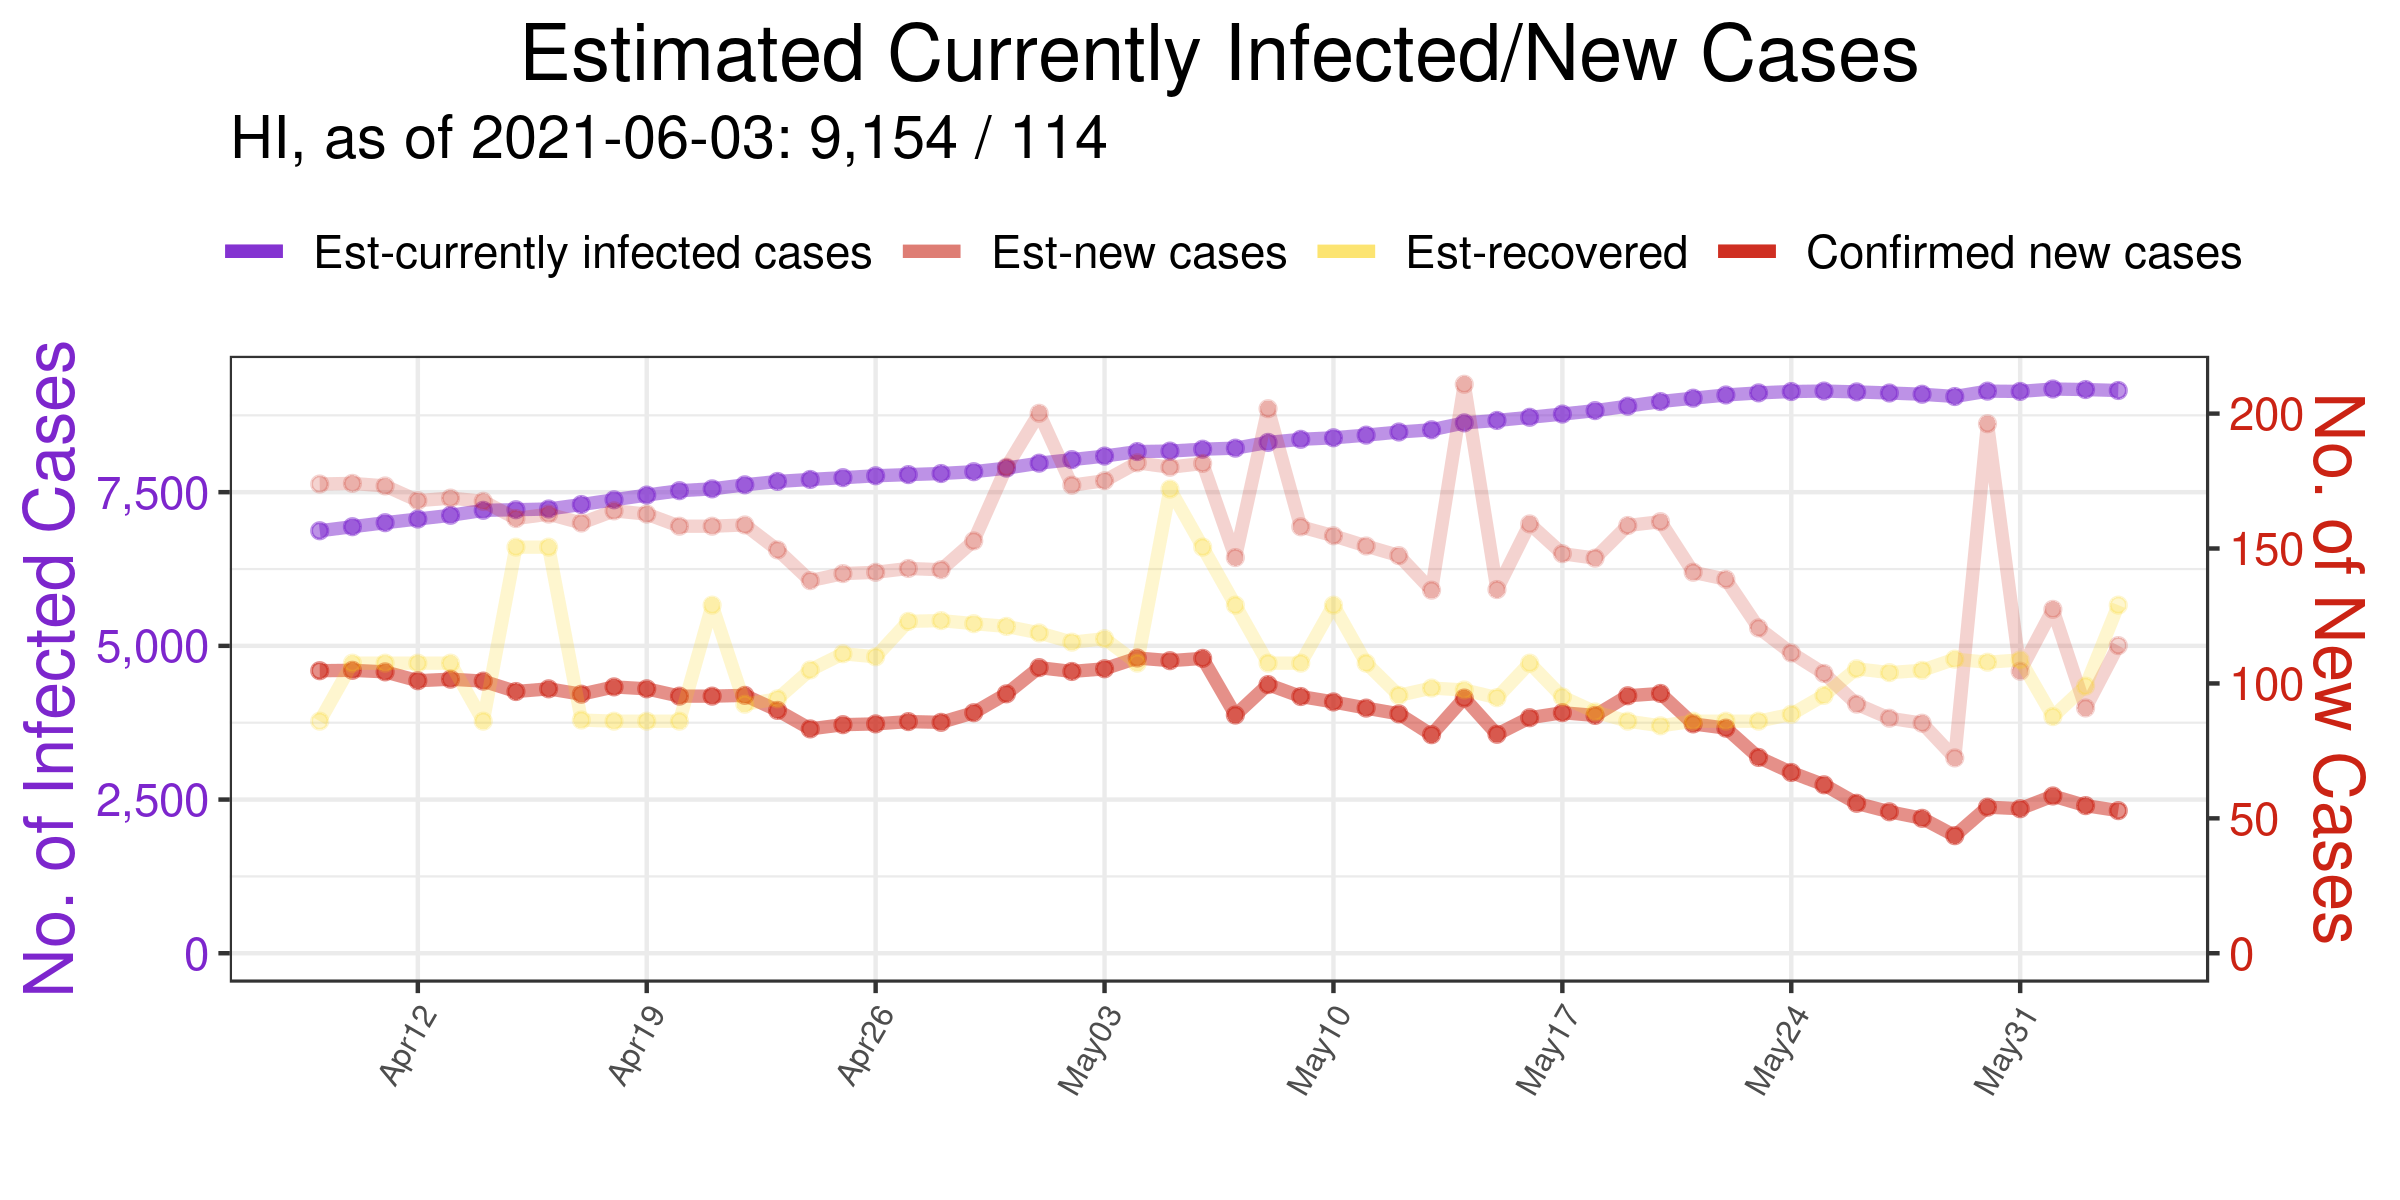 Estimated Currently Infected/New Cases
HI, as of 2021-06-03: 9,154 / 114
Est-currently infected cases Est-new cases Est-recovered Confirmed new cases
No. of Infected Cases
7,500
5,000
2,500
0
200
150
100
50
0
No. of New Cases
Apr12 Apr19 Apr26 May03 May10 May17 May24 May31